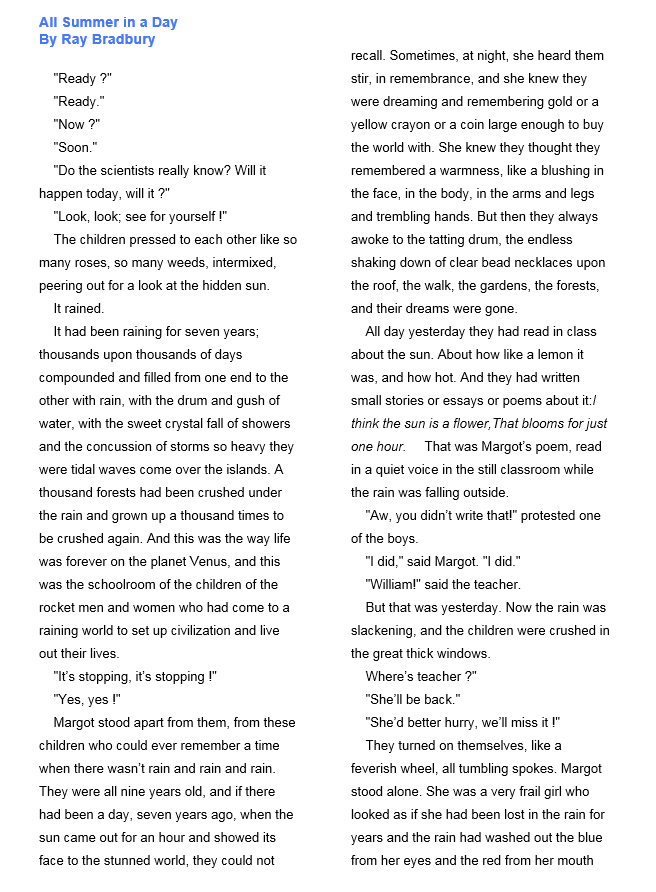 All Summer in a Day
By Ray Bradbury
"Ready ?"
"Ready."
"Now ?"
"Soon."
"Do the scientists really know? Will it
happen today, will it ?"
"Look, look; see for yourself !"
The children pressed to each other like so
many roses, so many weeds, intermixed,
peering out for a look at the hidden sun.
It rained.
It had been raining for seven years;
thousands upon thousands of days
compounded and filled from one end to the
other with rain, with the drum and gush of
water, with the sweet crystal fall of showers
and the concussion of storms so heavy they
were tidal waves come over the islands. A
thousand forests had been crushed under
the rain and grown up a thousand times to
be crushed again. And this was the way life
was forever on the planet Venus, and this
was the schoolroom of the children of the
rocket men and women who had come to a
raining world to set up civilization and live
out their lives.
"It's stopping, it's stopping !"
"Yes, yes !"
Margot stood apart from them, from these
children who could ever remember a time
when there wasn't rain and rain and rain.
They were all nine years old, and if there
had been a day, seven years ago, when the
sun came out for an hour and showed its
face to the stunned world, they could not
recall. Sometimes, at night, she heard them
stir, in remembrance, and she knew they
were dreaming and remembering gold or a
yellow crayon or a coin large enough to buy
the world with. She knew they thought they
remembered a warmness, like a blushing in
the face, in the body, in the arms and legs
and trembling hands. But then they always
awoke to the tatting drum, the endless
shaking down of clear bead necklaces upon
the roof, the walk, the gardens, the forests,
and their dreams were gone.
All day yesterday they had read in class
about the sun. About how like a lemon it
was, and how hot. And they had written
small stories or essays or poems about it:I
think the sun is a flower,That blooms for just
one hour. That was Margot's poem, read
in a quiet voice in the still classroom while
the rain was falling outside.
"Aw, you didn't write that!" protested one
of the boys.
"I did," said Margot. "I did."
"William!" said the teacher.
But that was yesterday. Now the rain was
slackening, and the children were crushed in
the great thick windows.
Where's teacher ?"
"She'll be back."
"She'd better hurry, we'll miss it !"
They turned on themselves, like a
feverish wheel, all tumbling spokes. Margot
stood alone. She was a very frail girl who
looked as if she had been lost in the rain for
years and the rain had washed out the blue
from her eyes and the red from her mouth